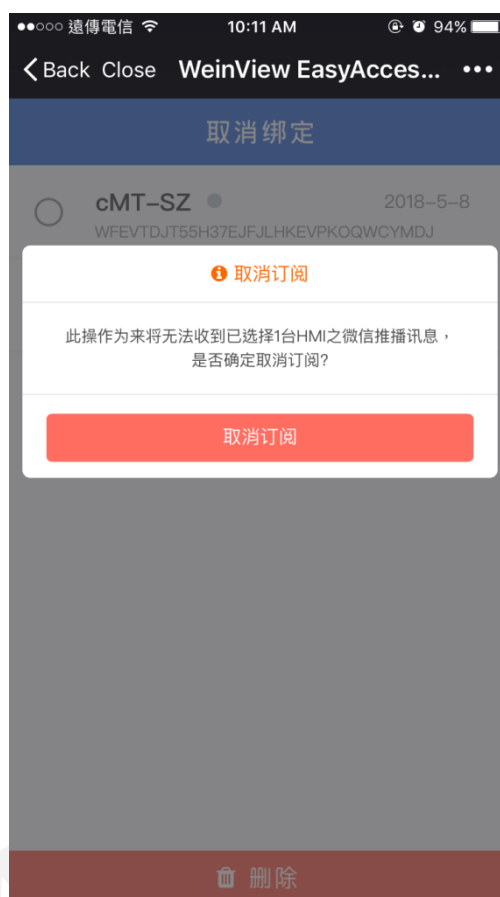 遠傳電信 10:11 AM 94%
Back Close WeinView EasyAcces... •••
取消绑定
cMT-SZ 2018-5-8
WFEVTDJT55H37EJFJLHKEVPKOQWCYMDJ
取消订阅
此操作为来将无法收到已选择1台HMI之微信推播讯息，
是否确定取消订阅?
取消订阅
删除